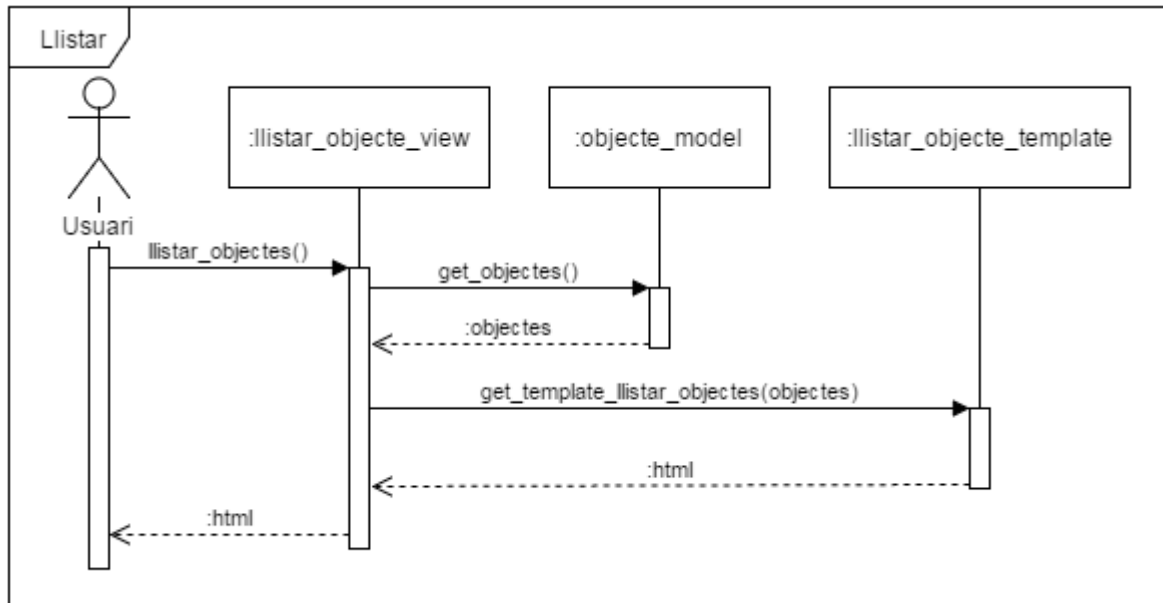 Llistar
:llistar_objecte_view
:objecte_model
:llistar_objecte_template
Usuari
llistar_objectes()
get_objectes()
:objectes
get_template_llistar_objectes(objectes)
:html
:html